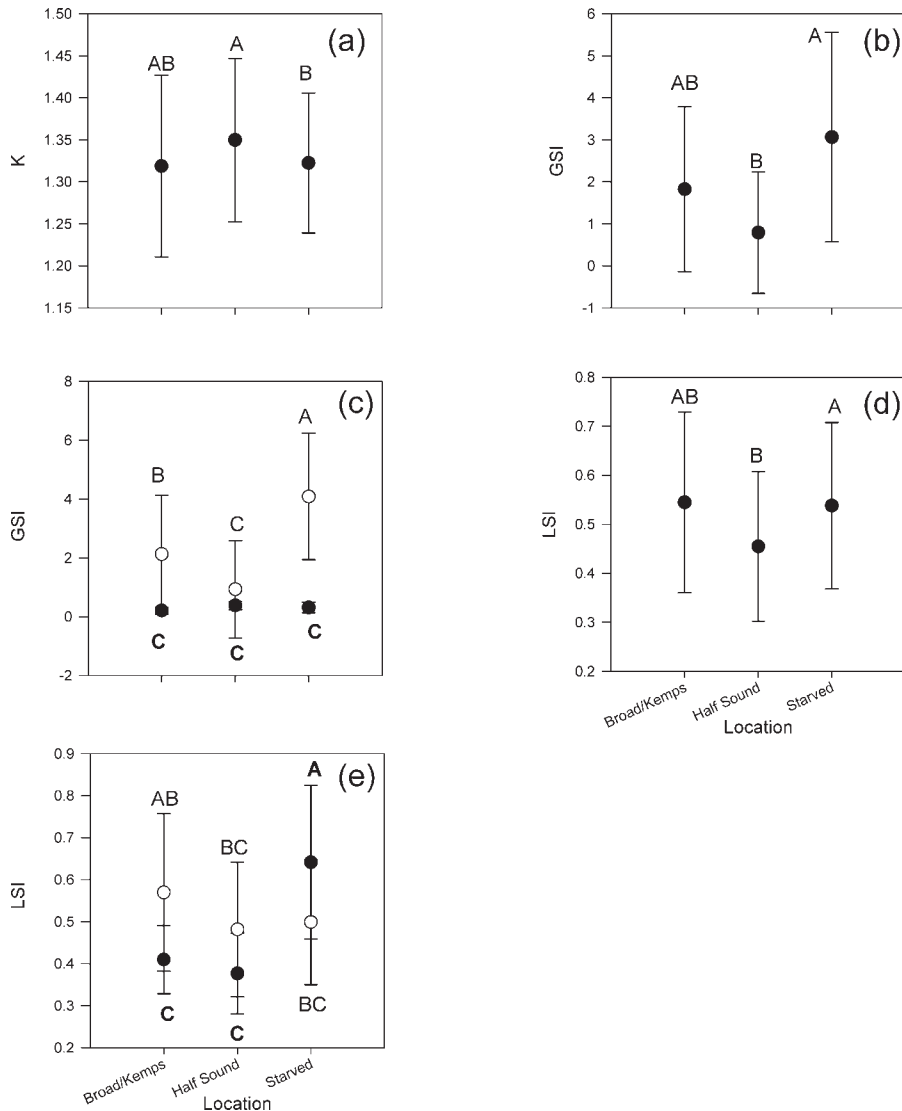 (a)
1.50
1.45
1.40
1.35
1.30
1.25
1.20
1.15
K
AB
A
B
(b)
6
5
4
3
2
1
0
-1
GSI
AB
B
A
(c)
8
6
4
2
0
-2
GSI
B
C
A
C
C
C
(d)
0.8
0.7
0.6
0.5
0.4
0.3
0.2
LSI
AB
B
A
Broad/Kemps
Half Sound
Starved
Location
(e)
0.9
0.8
0.7
0.6
0.5
0.4
0.3
0.2
LSI
AB
BC
A
C
C
BC
Broad/Kemps
Half Sound
Starved
Location